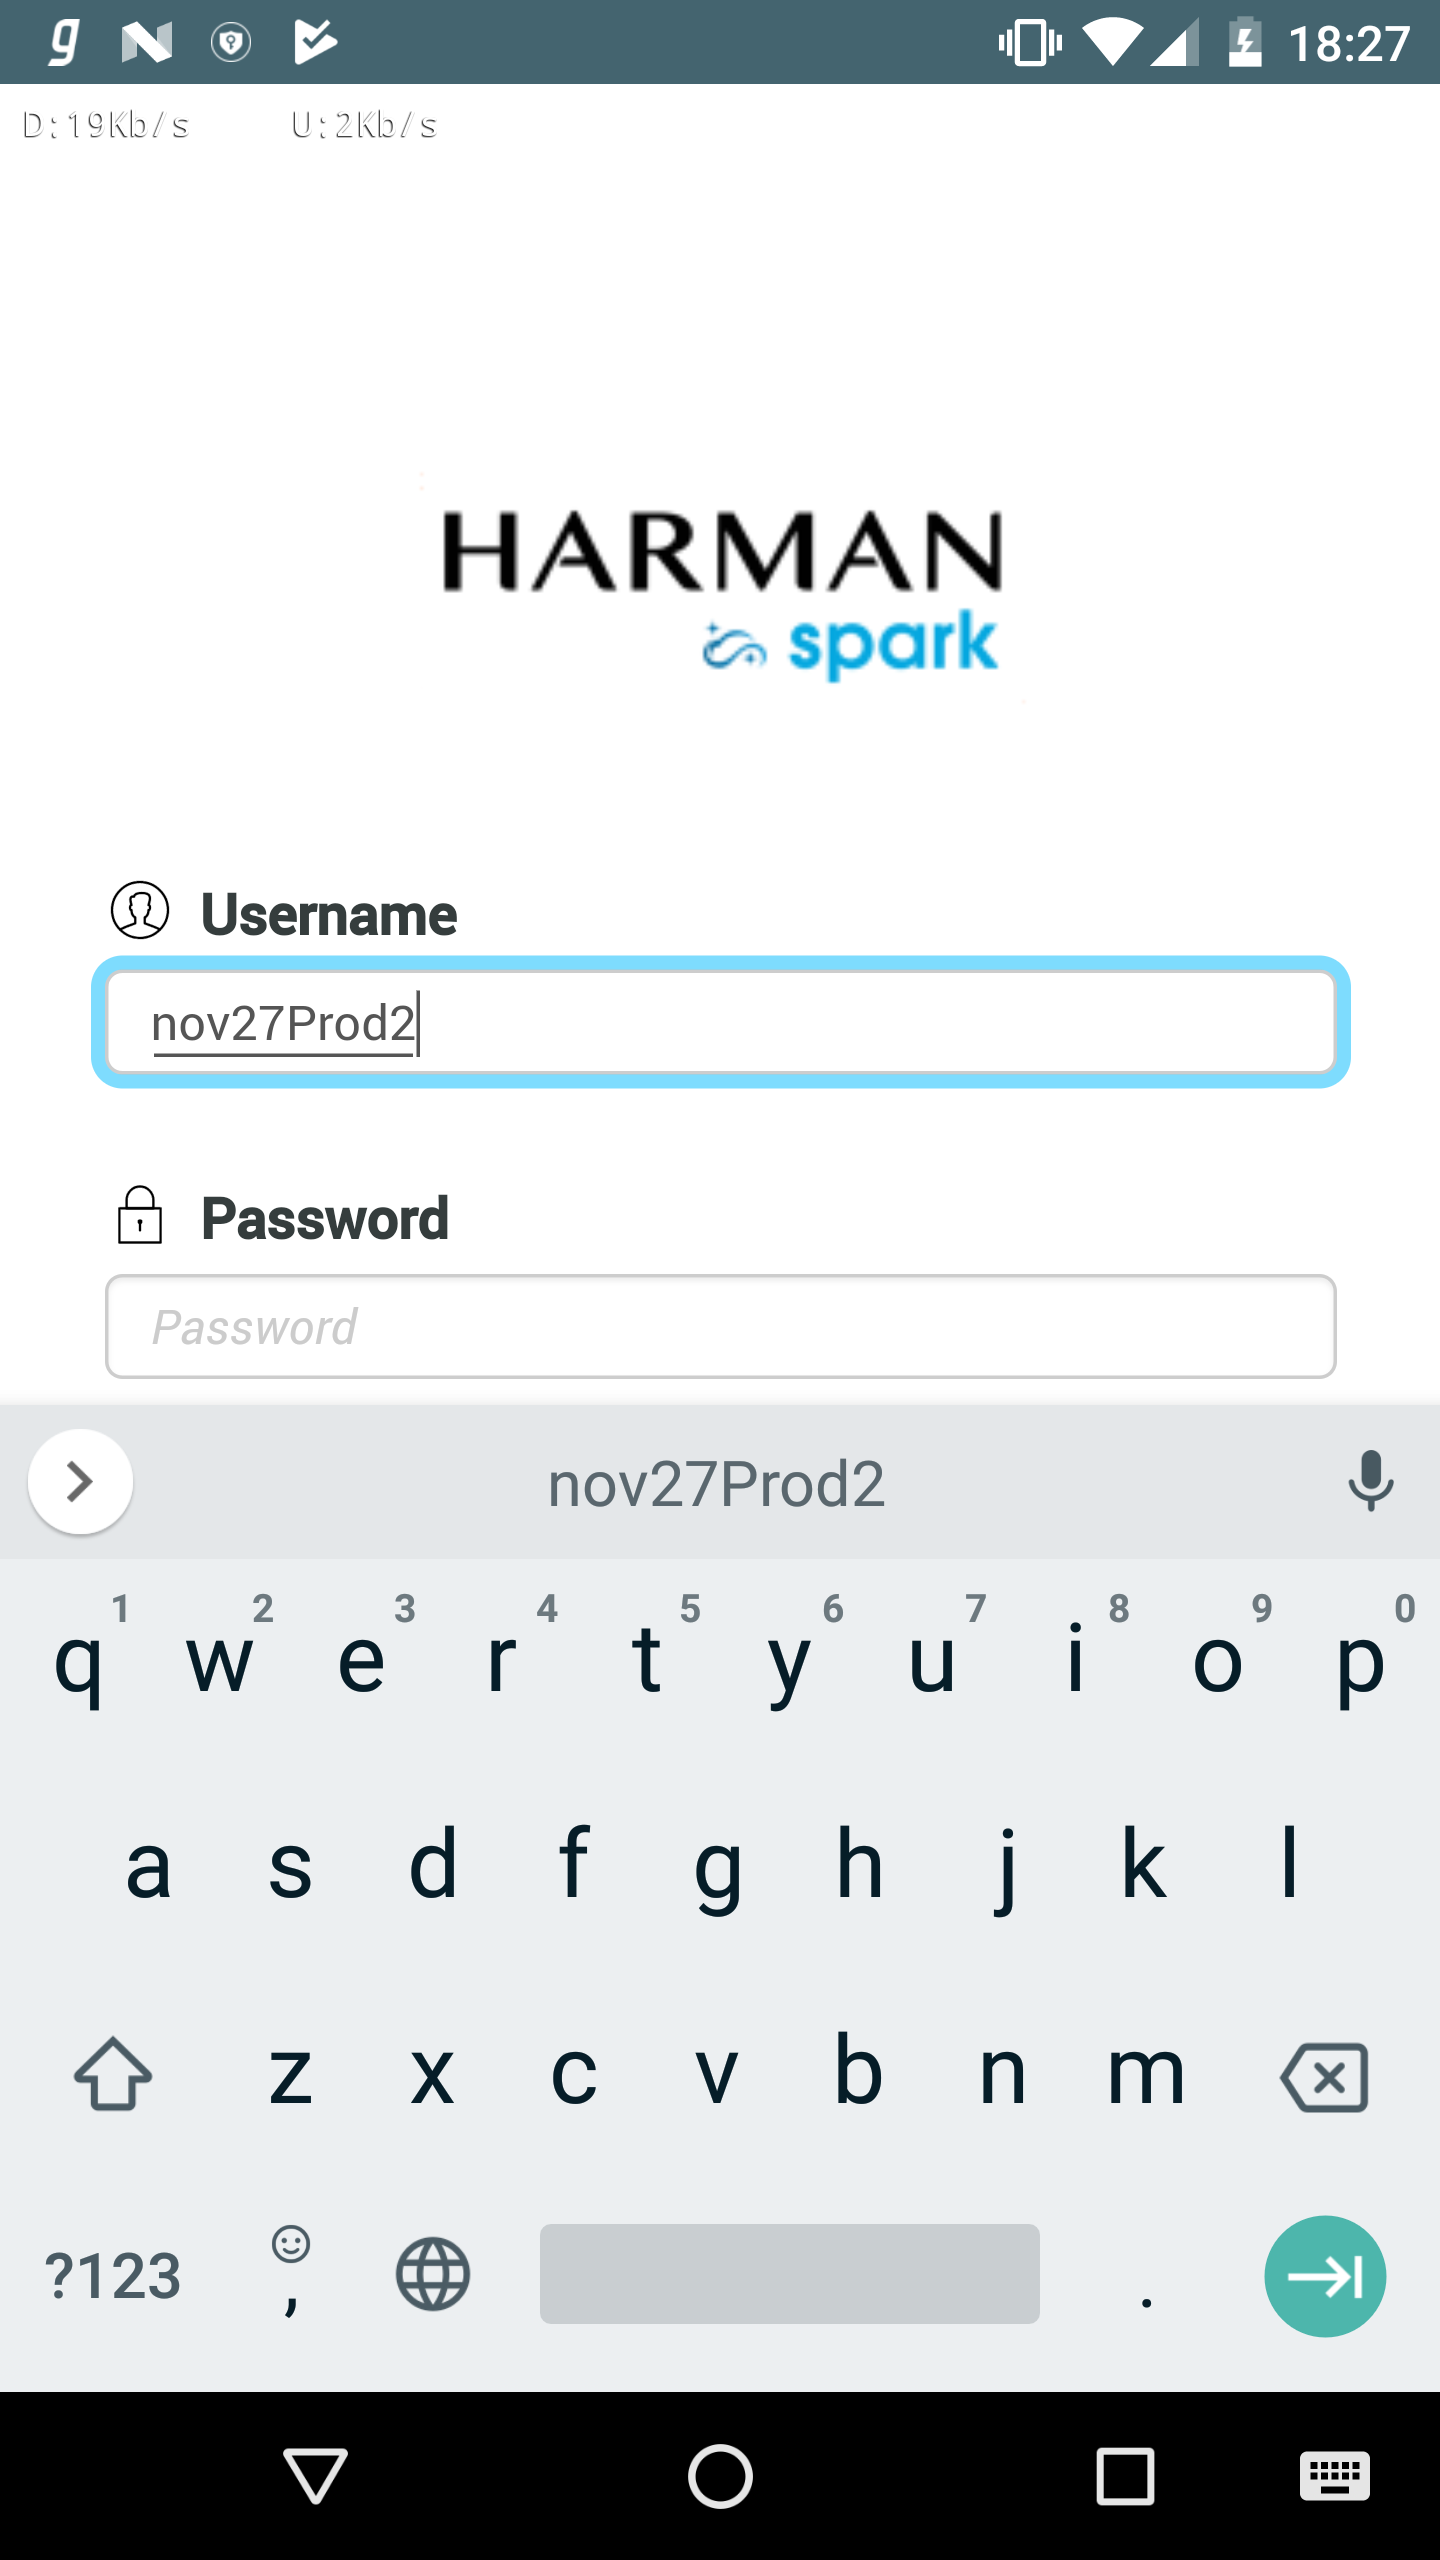 18:27
D:19Kb/s U:2Kb/s
HARMAN
spark
Username
nov27Prod2
Password
Password
nov27Prod2
1 2 3 4 5 6 7 8 9 0
q w e r t y u i o p
a s d f g h j k l
z x c v b n m
?123 , .